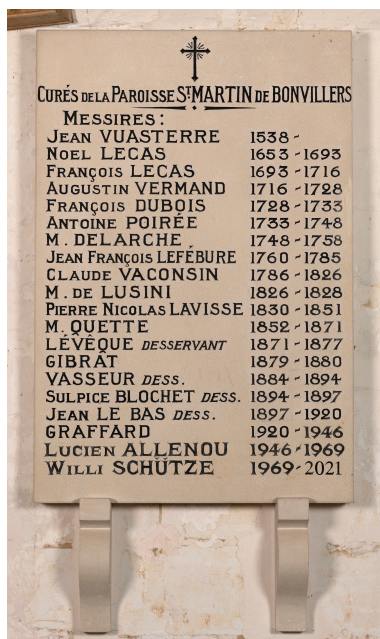 CURÉS DE LA PAROISSE ST MARTIN DE BONVILLERS
MESSIRES:
JEAN VUASTERRE 1538-
NOEL LECAS 1653-1693
FRANÇOIS LECAS 1693-1716
AUGUSTIN VERMAND 1716-1728
FRANÇOIS DUBOIS 1728-1733
ANTOINE POIRÉE 1733-1748
M. DELARCHE 1748-1758
JEAN FRANÇOIS LEFÉBURE 1760-1785
CLAUDE VACONSIN 1786-1826
M. DE LUSINI 1826-1828
PIERRE NICOLAS LAVISSE 1830-1851
M. QUETTE 1852-1871
LÉVÊQUE DESSERVANT 1871-1877
GIBRÂT 1879-1880
VASSEUR DESS. 1884-1894
SULPICE BLOCHET DESS. 1894-1897
JEAN LE BAS DESS. 1897-1920
GRAFFARD 1920-1946
LUCIEN ALLENOU 1946-1969
WILLI SCHÜTZE 1969-2021